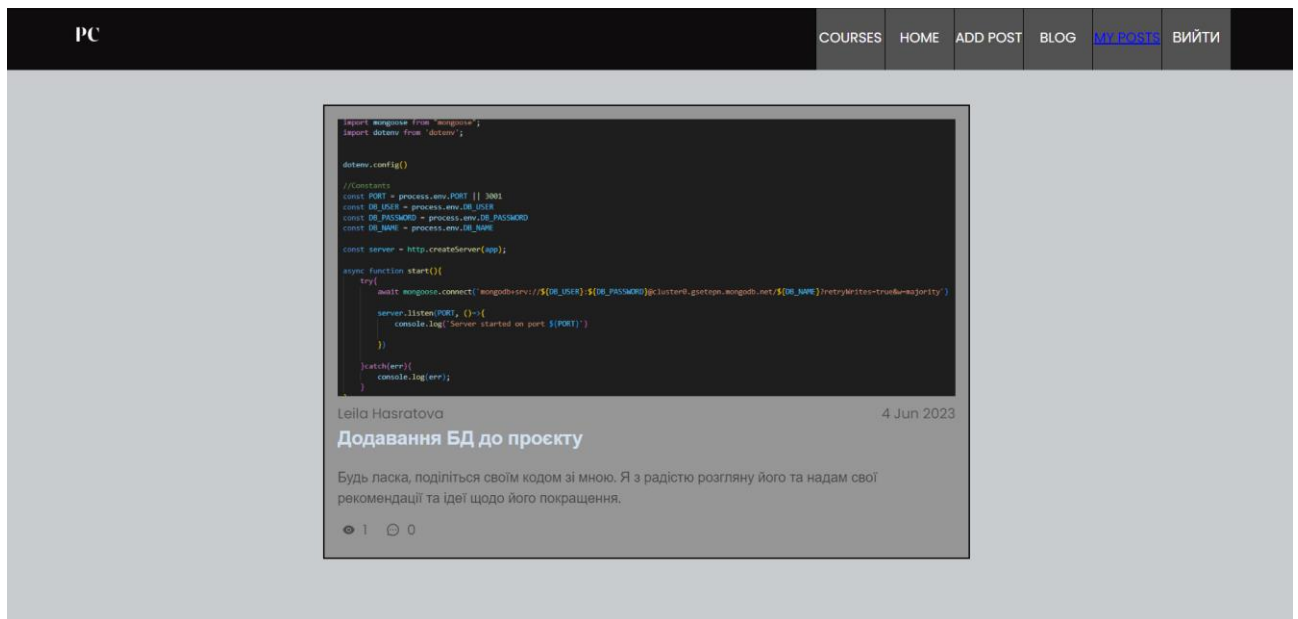 PC
COURSES HOME ADD POST BLOG MY POSTS ВИЙТИ
import mongoose from "mongoose";
import dotenv from 'dotenv';
dotenv.config()
//Constants
const PORT = process.env.PORT || 3001
const DB_USER = process.env.DB_USER
const DB_PASSWORD = process.env.DB_PASSWORD
const DB_NAME = process.env.DB_NAME
const server = http.createServer(app);
async function start(){
try{
await mongoose.connect(`mongodb+srv://${DB_USER}:${DB_PASSWORD}@cluster0.gsetepn.mongodb.net/${DB_NAME}?retryWrites=true&w=majority`)
server.listen(PORT, ()=>{
console.log(`Server started on port ${PORT}`)
})
}catch(err){
console.log(err);
}
Leila Hasratova 4 Jun 2023
Додавання БД до проєкту
Будь ласка, поділіться своїм кодом зі мною. Я з радістю розгляну його та надам свої
рекомендації та ідеї щодо його покращення.
1 0